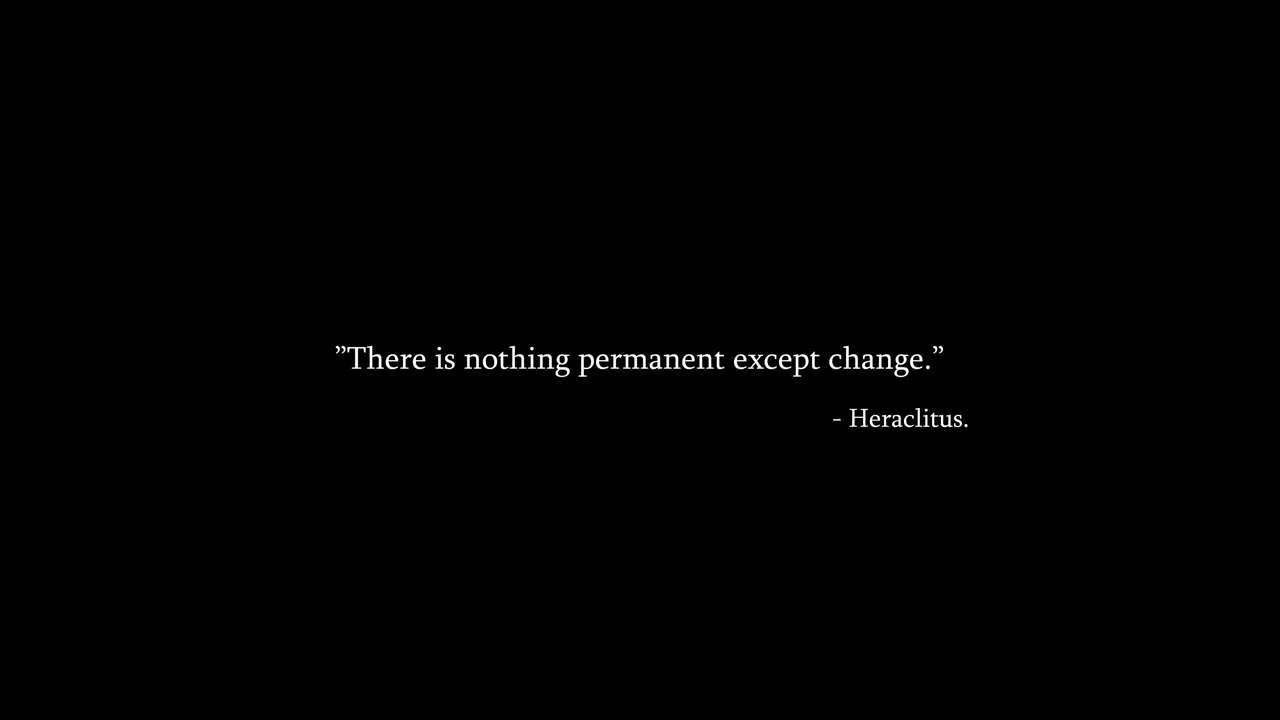 ”There is nothing permanent except change.”
- Heraclitus.